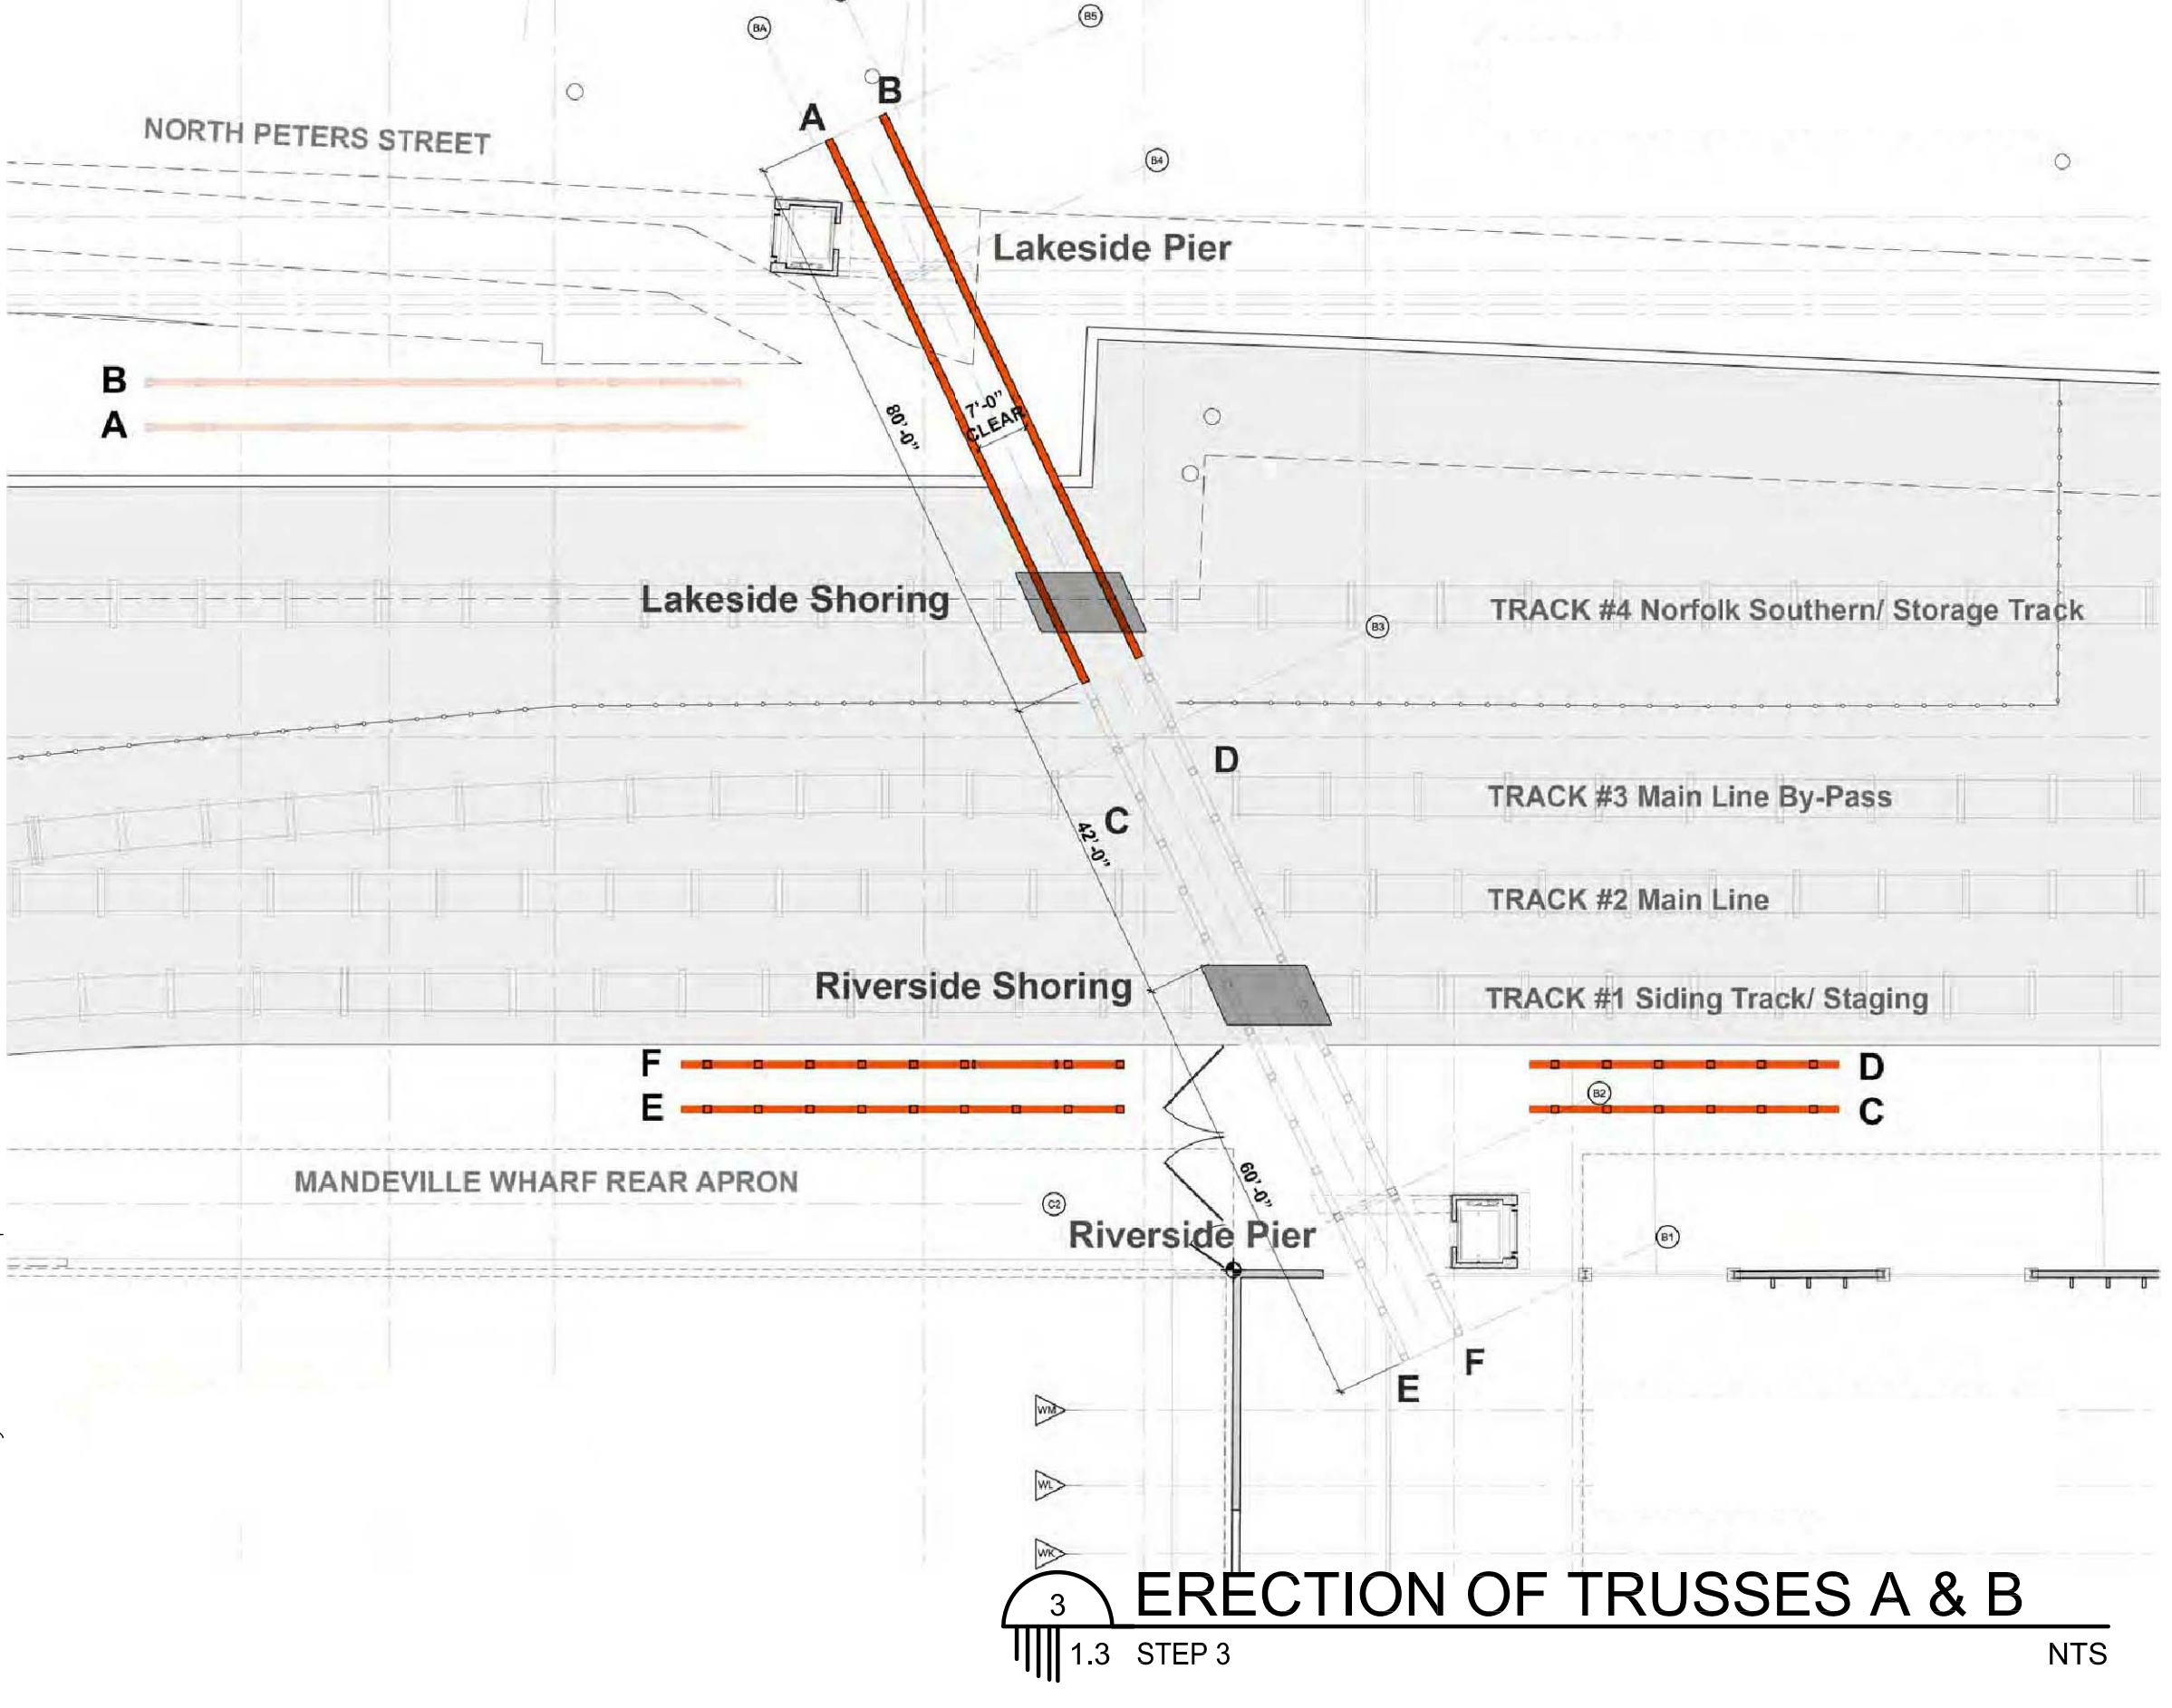 BA
B5
B
A
NORTH PETERS STREET
B4
Lakeside Pier
B
A
7'-0"
CLEAR
80'-0"
Lakeside Shoring
TRACK #4 Norfolk Southern/ Storage Track
B3
D
TRACK #3 Main Line By-Pass
C
42'-0"
TRACK #2 Main Line
Riverside Shoring
TRACK #1 Siding Track/ Staging
F
D
B2
E
C
MANDEVILLE WHARF REAR APRON
60'-0"
C2
Riverside Pier
B1
F
E
WM
WL
WK
3
ERECTION OF TRUSSES A & B
1.3 STEP 3
NTS